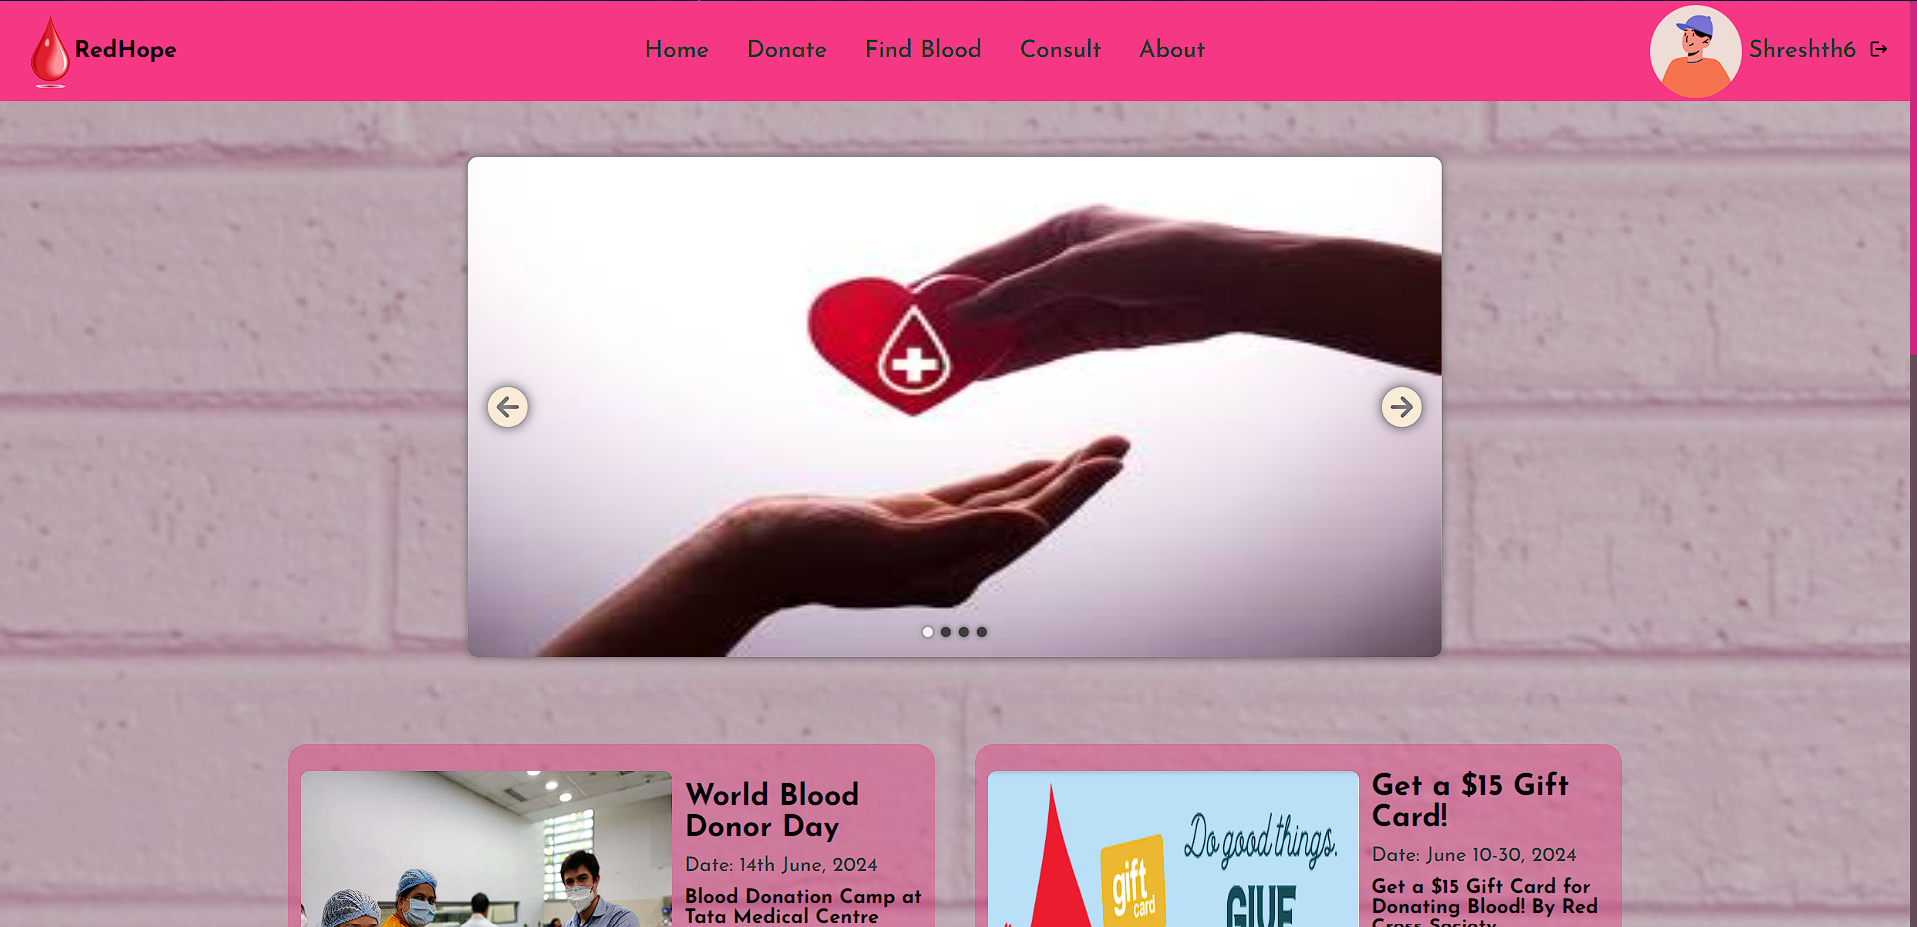 RedHope
Home
Donate
Find Blood
Consult
About
Shreshth6
World Blood
Donor Day
Date: 14th June, 2024
Blood Donation Camp at
Tata Medical Centre
Do good things.
GIVE
gift
card
Get a $15 Gift
Card!
Date: June 10-30, 2024
Get a $15 Gift Card for
Donating Blood! By Red
Cross Society